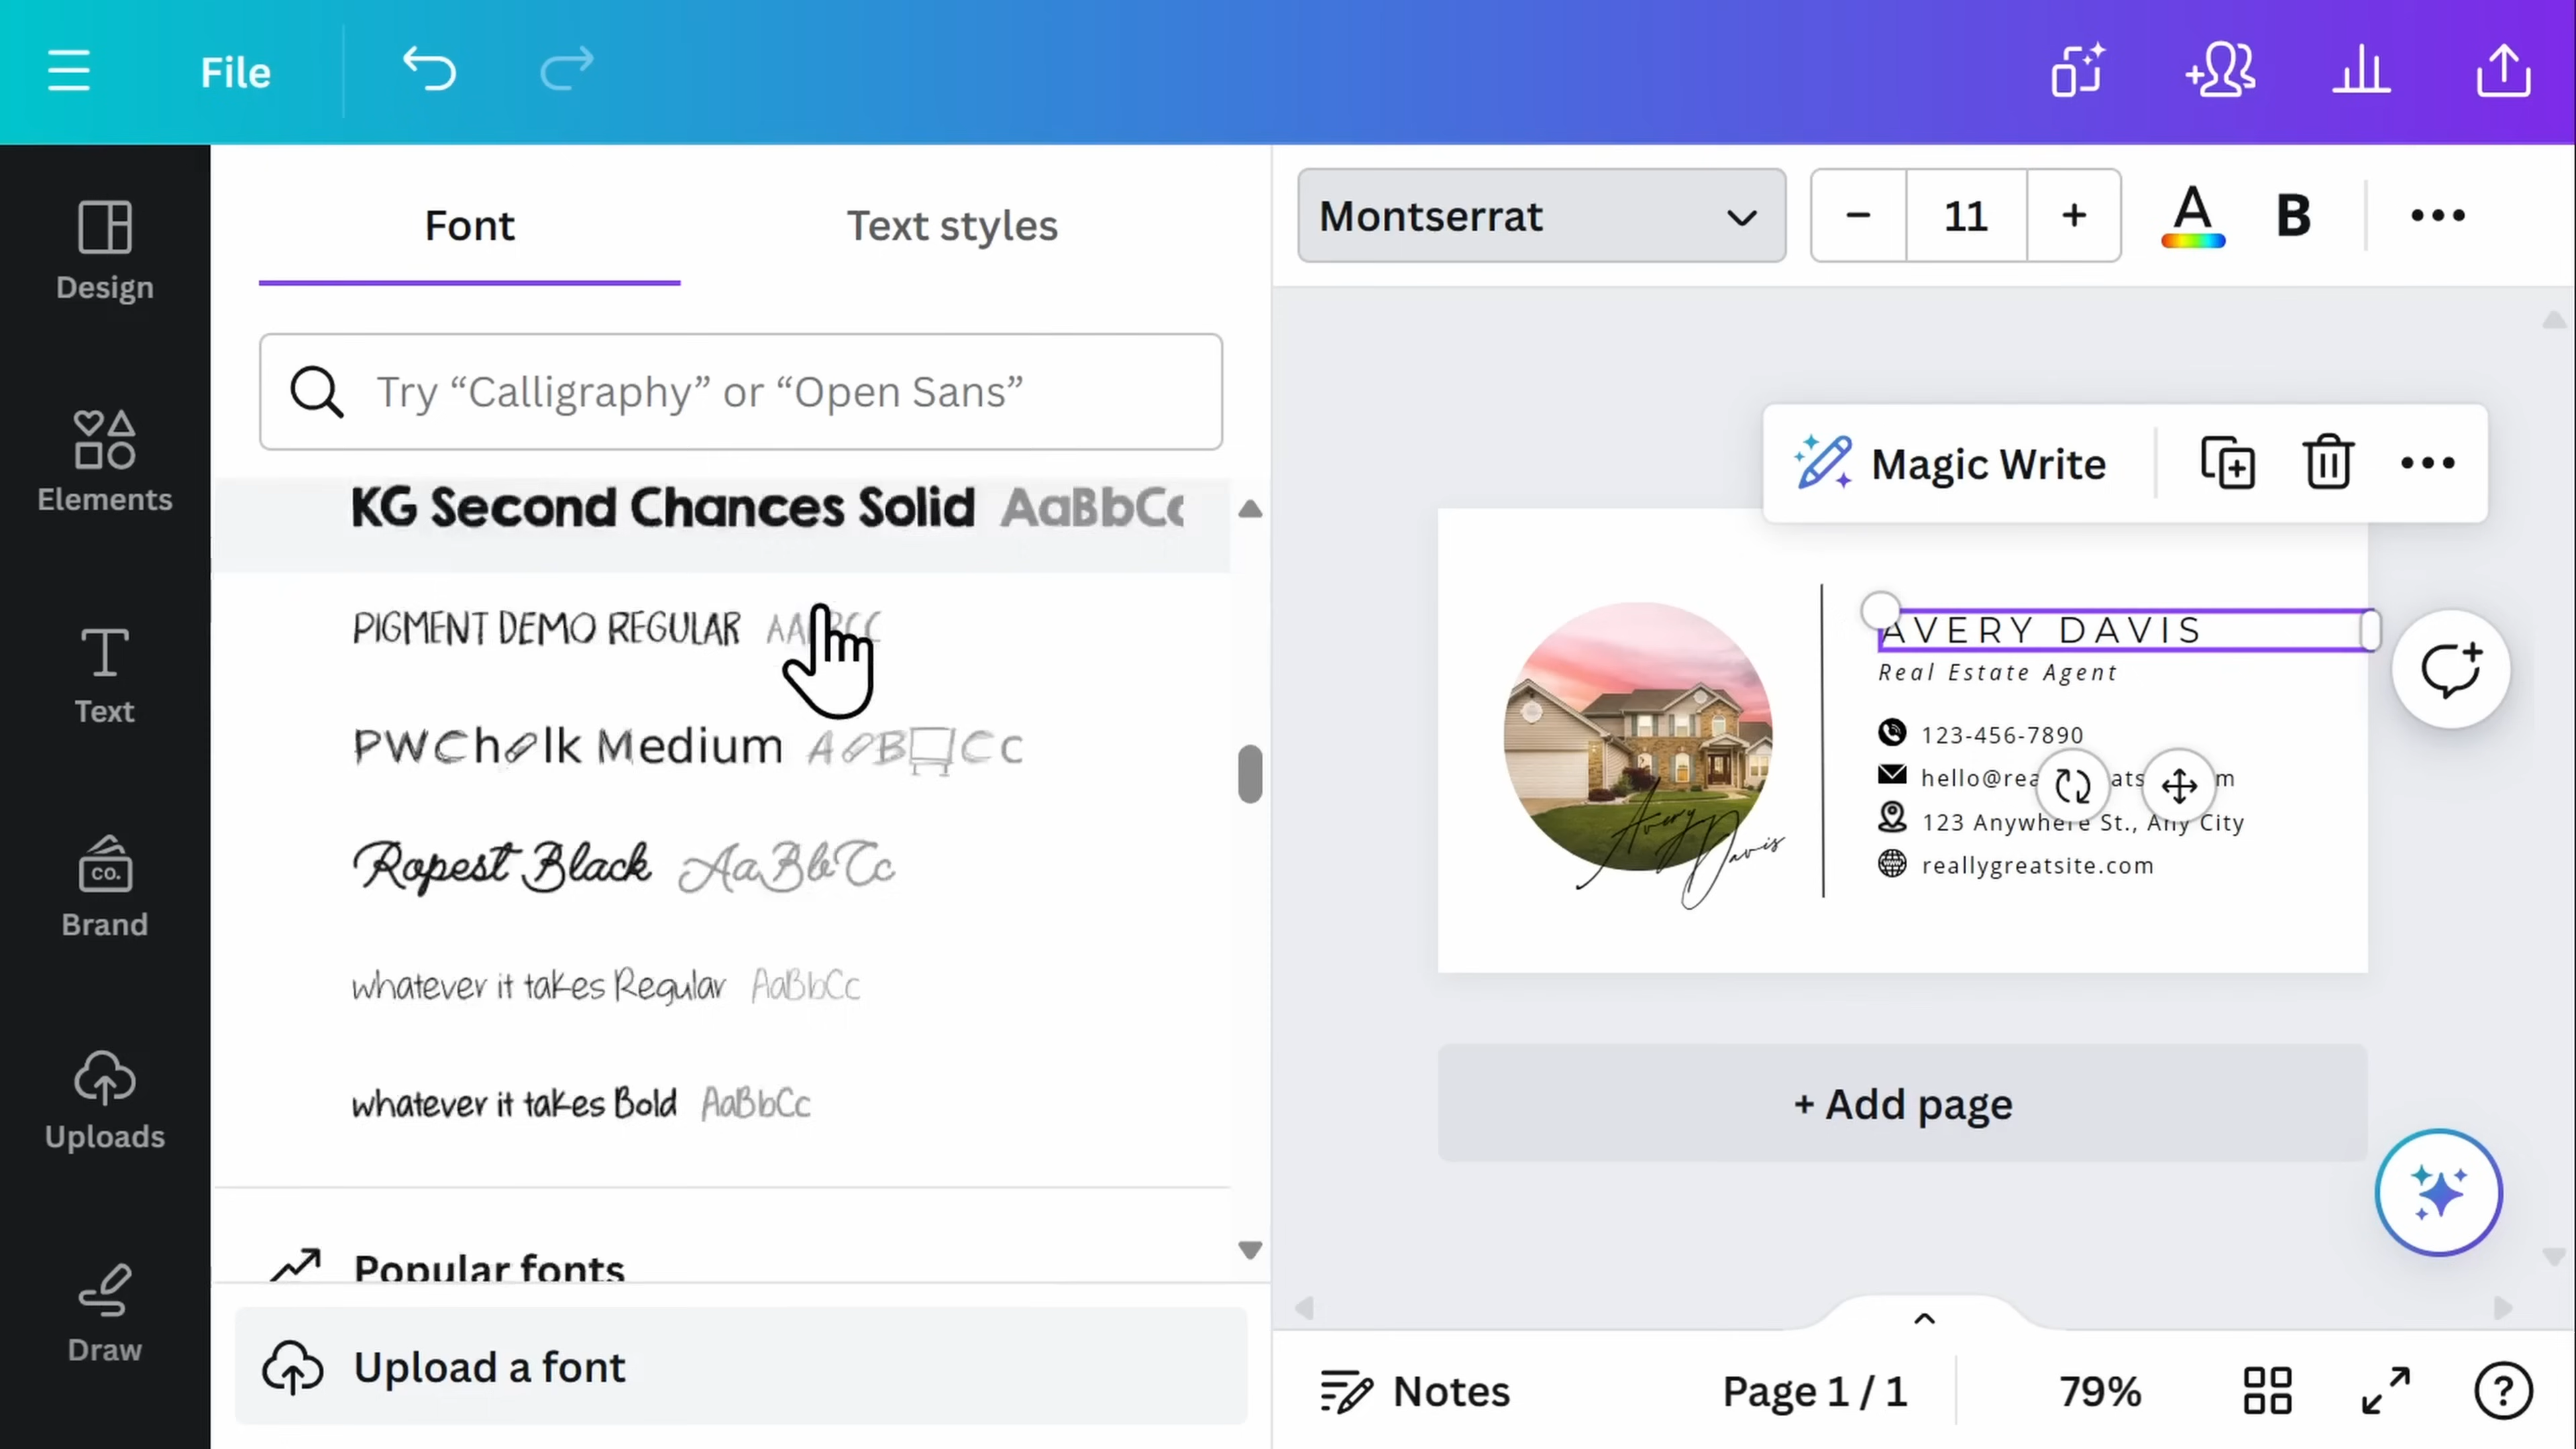 File
Design
Elements
Text
Brand
CO.
Uploads
Draw
Font
Text styles
Try “Calligraphy” or “Open Sans”
KG Second Chances Solid AaBbCc
PIGMENT DEMO REGULAR
PWChalk Medium
Ropest Black AaBbCc
whatever it takes Regular AaBbCc
whatever it takes Bold AaBbCc
Popular fonts
Upload a font
Montserrat
11
A
B
Magic Write
AVERY DAVIS
Real Estate Agent
123-456-7890
123 Anywhere St., Any City
reallygreatsite.com
Avery
Davis
+ Add page
Notes
Page 1 / 1
79%
?